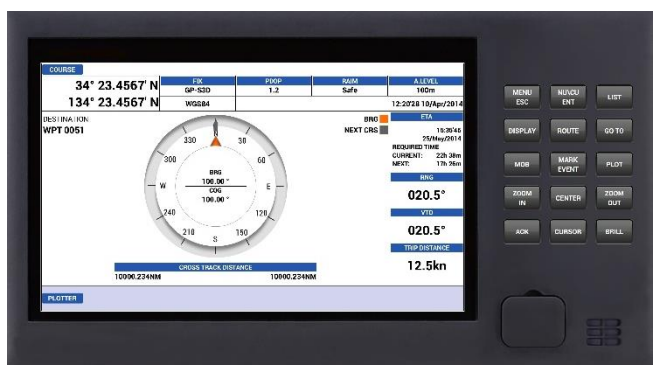 COURSE
34° 23.4567' N
134° 23.4567' N
FIX
GP-S3D
WGS84
PDOP
1.2
RAIM
Safe
A.LEVEL
100m
12:20'28 10/Apr/2014
DESTINATION
WPT 0051
BRG
NEXT CRS
ETA
25/May/2014
REQUIRED TIME
CURRENT: 22h 38m
NEXT: 17h 26m
RNG
020.5°
VTD
020.5°
TRIP DISTANCE
12.5kn
N
30
60
E
120
150
S
210
240
W
300
330
BRG
100.00 °
COG
100.00 °
CROSS TRACK DISTANCE
10000.234NM 10000.234NM
PLOTTER
MENU
ESC
NU\CU
ENT
LIST
DISPLAY
ROUTE
GO TO
MOB
MARK
EVENT
PLOT
ZOOM
IN
CENTER
ZOOM
OUT
ACK
CURSOR
BRILL